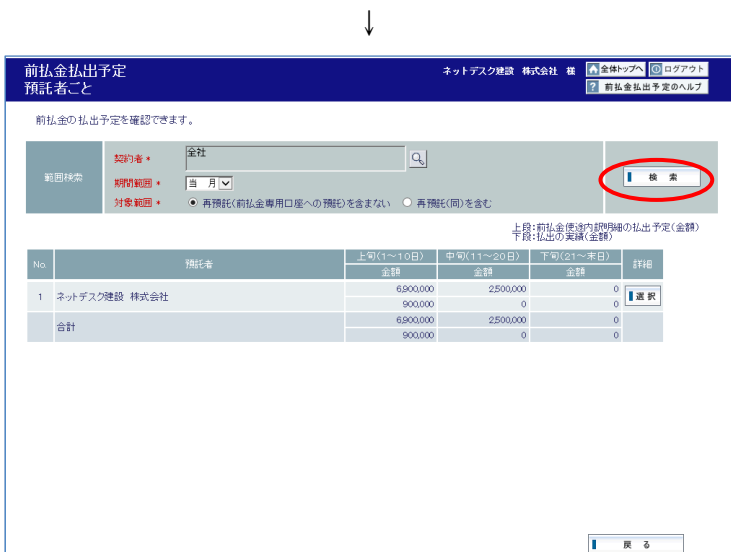 ↓
前払金払出予定
預託者ごと
ネットデスク建設 株式会社 様
全体トップへ
ログアウト
? 前払金払出予定のヘルプ
前払金の払出予定を確認できます。
範囲検索
契約者 *
全社
期間範囲 *
当 月
対象範囲 *
再預託(前払金専用口座への預託)を含まない 再預託(同)を含む
検 索
上段:前払金使途内訳明細の払出予定(金額)
下段:払出の実績(金額)
No. 預託者 上旬(1～10日) 中旬(11～20日) 下旬(21～末日) 詳細
金額 金額 金額
1 ネットデスク建設 株式会社 6,900,000 2,500,000 0 選 択
900,000 0 0
合計 6,900,000 2,500,000 0
900,000 0 0
戻 る